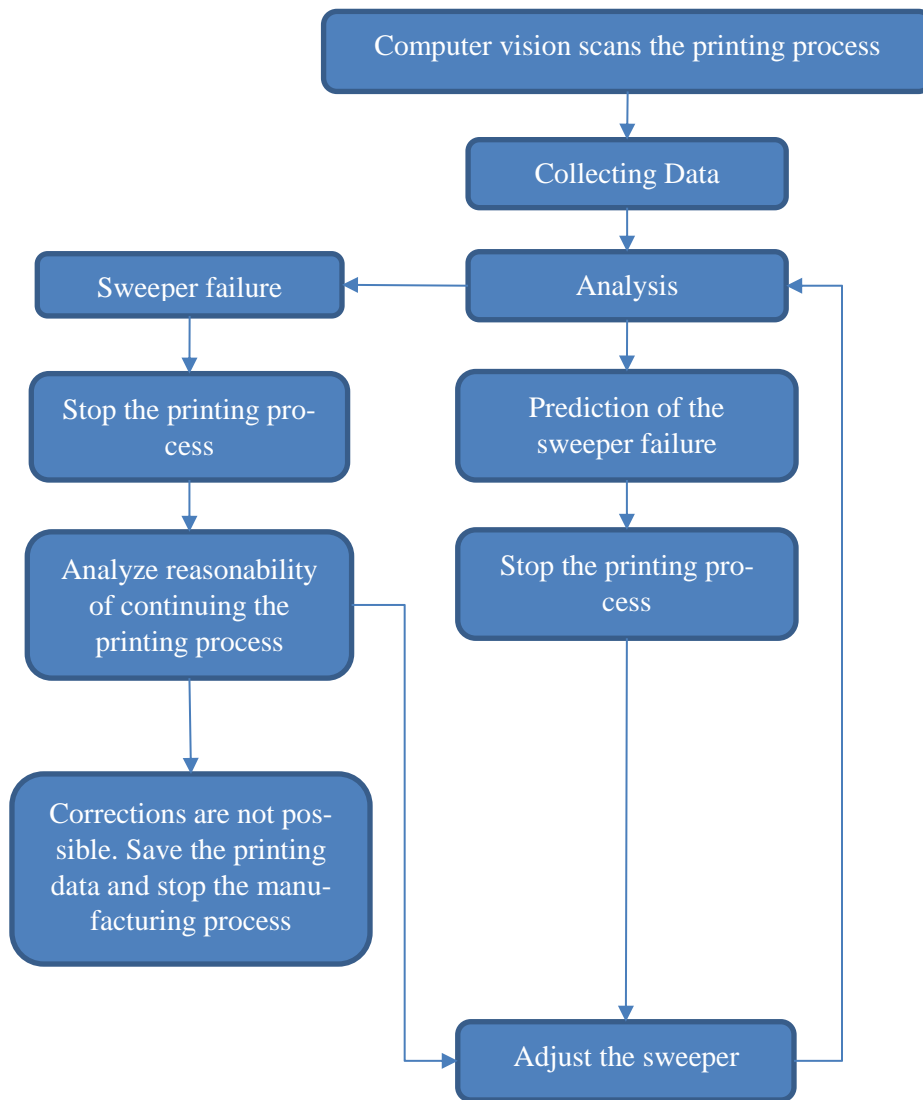 Computer vision scans the printing process
Collecting Data
Analysis
Sweeper failure
Stop the printing pro-
cess
Analyze reasonability
of continuing the
printing process
Corrections are not pos-
sible. Save the printing
data and stop the manu-
facturing process
Prediction of the
sweeper failure
Stop the printing pro-
cess
Adjust the sweeper